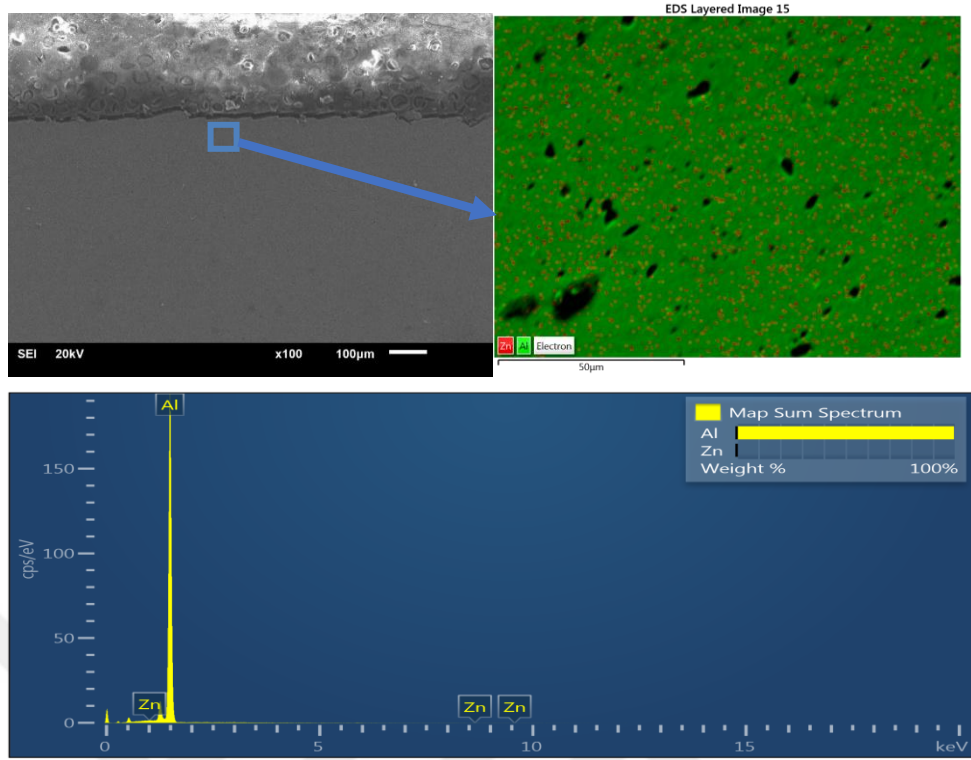 SEI 20kV x100 100µm
EDS Layered Image 15
Zn Al Electron
50µm
Al
Map Sum Spectrum
Al
Zn
Weight % 100%
150
100
50
0
cps/eV
Zn
Zn
Zn
0 5 10 15 keV